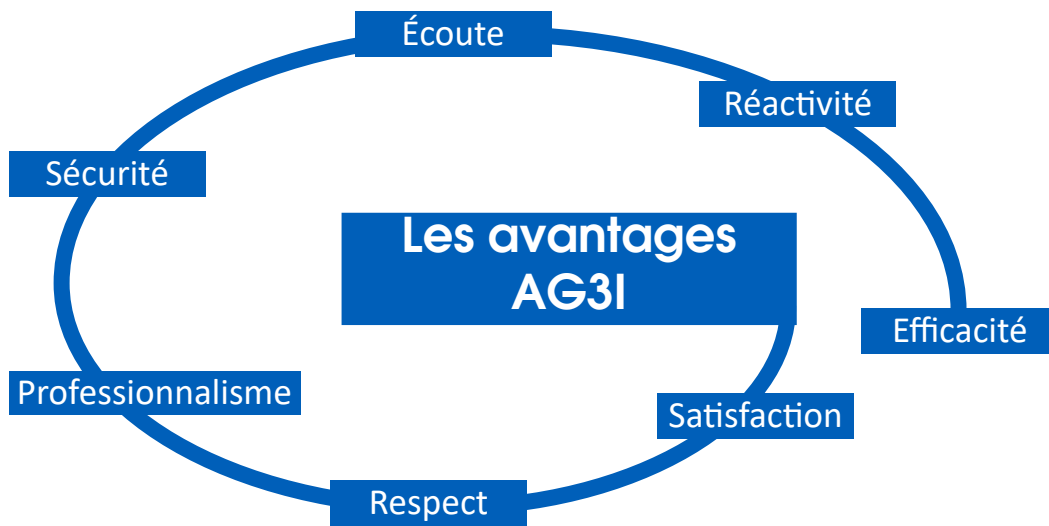 Écoute
Réactivité
Sécurité
Les avantages
AG3I
Efficacité
Professionnalisme
Satisfaction
Respect